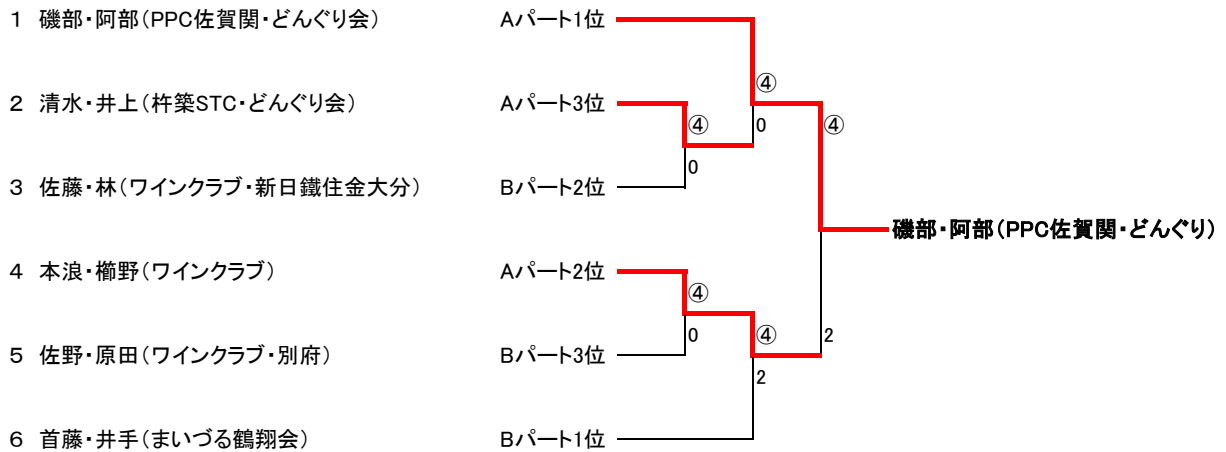 1 磯部・阿部（PPC佐賀関・どんぐり会） Aパート1位
④
2 清水・井上（杵築STC・どんぐり会） Aパート3位
④ 0 ④
0
3 佐藤・林（ワインクラブ・新日鐵住金大分） Bパート2位
磯部・阿部（PPC佐賀関・どんぐり）
4 本浪・櫛野（ワインクラブ） Aパート2位
④
0 ④ 2
5 佐野・原田（ワインクラブ・別府） Bパート3位
2
6 首藤・井手（まいづる鶴翔会） Bパート1位